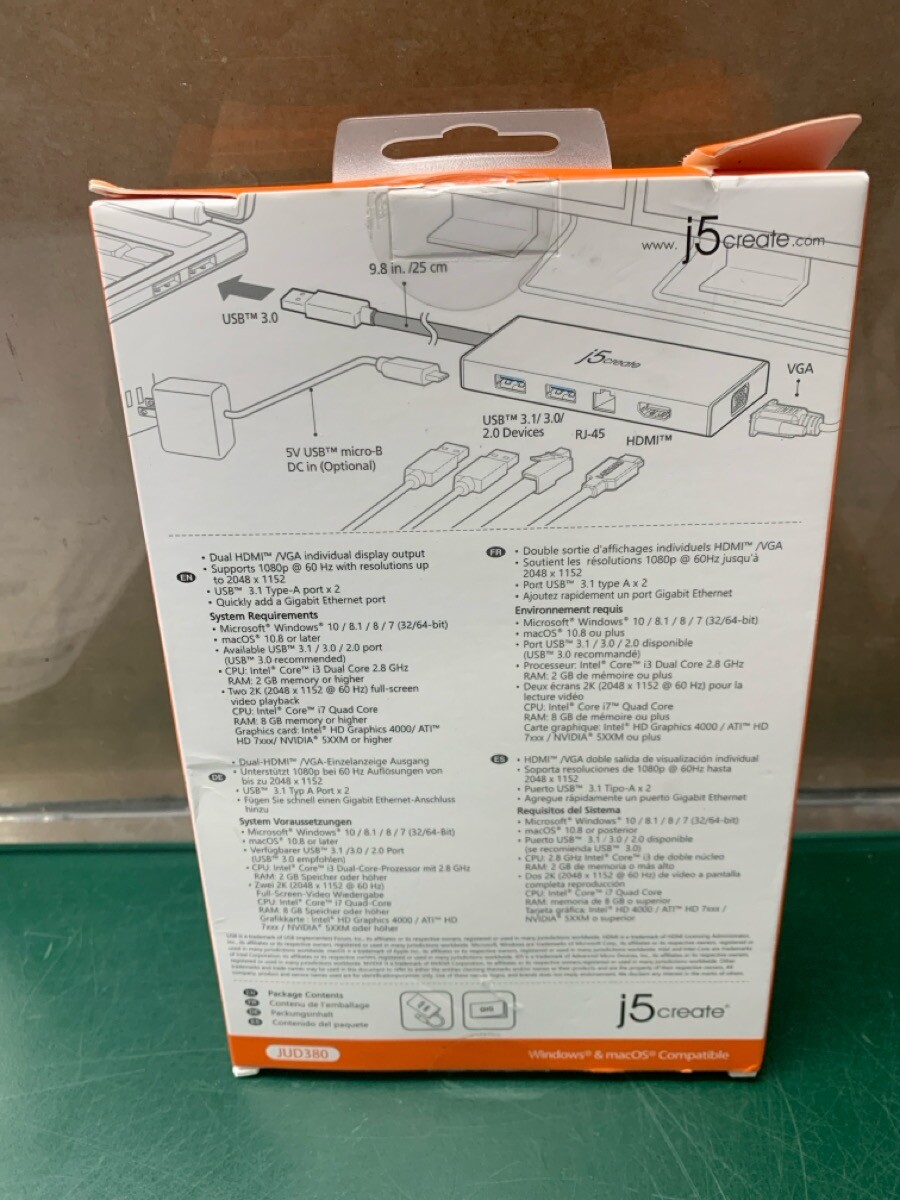 www. j5create.com
9.8 in. /25 cm
USB™ 3.0
j5create
VGA
USB™ 3.1/ 3.0/
2.0 Devices
RJ-45
HDMI™
5V USB™ micro-B
DC in (Optional)
EN
• Dual HDMI™ /VGA individual display output
• Supports 1080p @ 60 Hz with resolutions up
to 2048 x 1152
• USB™ 3.1 Type-A port x 2
• Quickly add a Gigabit Ethernet port
System Requirements
• Microsoft® Windows® 10 / 8.1 / 8 / 7 (32/64-bit)
• macOS® 10.8 or later
• Available USB™ 3.1 / 3.0 / 2.0 port
(USB™ 3.0 recommended)
• CPU: Intel® Core™ i3 Dual Core 2.8 GHz
RAM: 2 GB memory or higher
• Two 2K (2048 x 1152 @ 60 Hz) full-screen
video playback
CPU: Intel® Core™ i7 Quad Core
RAM: 8 GB memory or higher
Graphics card: Intel® HD Graphics 4000/ ATI™
HD 7xxx/ NVIDIA® 5XXM or higher
FR
• Double sortie d'affichages individuels HDMI™ /VGA
• Soutient les résolutions 1080p @ 60Hz jusqu'à
2048 x 1152
• Port USB™ 3.1 type A x 2
• Ajoutez rapidement un port Gigabit Ethernet
Environnement requis
• Microsoft® Windows® 10 / 8.1 / 8 / 7 (32/64-bit)
• macOS® 10.8 ou plus
• Port USB™ 3.1 / 3.0 / 2.0 disponible
(USB™ 3.0 recommandé)
• Processeur: Intel® Core™ i3 Dual Core 2.8 GHz
RAM: 2 GB de mémoire ou plus
• Deux écrans 2K (2048 x 1152 @ 60 Hz) pour la
lecture vidéo
CPU: Intel® Core™ i7™ Quad Core
RAM: 8 GB de mémoire ou plus
Carte graphique: Intel® HD Graphics 4000 / ATI™ HD
7xxx / NVIDIA® 5XXM ou plus
DE
• Dual-HDMI™ /VGA-Einzelanzeige Ausgang
• Unterstützt 1080p bei 60 Hz Auflösungen von
bis zu 2048 x 1152
• USB™ 3.1 Typ A Port x 2
• Fügen Sie schnell einen Gigabit Ethernet-Anschluss
hinzu
System Voraussetzungen
• Microsoft® Windows® 10 / 8.1 / 8 / 7 (32/64-Bit)
• macOS® 10.8 or later
• Verfügbarer USB™ 3.1 /3.0 / 2.0 Port
(USB™ 3.0 empfohlen)
• CPU: Intel® Core™ i3 Dual-Core-Prozessor mit 2.8 GHz
RAM: 2 GB Speicher oder höher
• Zwei 2K (2048 x 1152 @ 60 Hz)
Full-Screen-Video Wiedergabe
CPU: Intel® Core™ i7 Quad-Core
RAM: 8 GB Speicher oder höher
Grafikkarte : Intel® HD Graphics 4000 / ATI™ HD
7xxx / NVIDIA® 5XXM oder höher
ES
• HDMI™ /VGA doble salida de visualización individual
• Soporta resoluciones de 1080p @ 60Hz hasta
2048 x 1152
• Puerto USB™ 3.1 Tipo-A x 2
• Agregue rápidamente un puerto Gigabit Ethernet
Requisitos del Sistema
• Microsoft® Windows® 10 / 8.1 / 8 / 7 (32/64-bit)
• macOS® 10.8 or posterior
• Puerto USB™ 3.1 / 3.0 / 2.0 disponible
(se recomienda USB™ 3.0)
• CPU: 2.8 GHz Intel® Core™ i3 de doble núcleo
RAM: 2 GB de memoria o más alto
• Dos 2K (2048 x 1152 @ 60 Hz) de video a pantalla
completa reproducción
CPU: Intel® Core™ i7 Quad Core
RAM: memoria de 8 GB o superior
Tarjeta gráfica: Intel® HD 4000 / ATI™ HD 7xxx /
NVIDIA® 5XXM o superior
EN Package Contents
FR Contenu de l'emballage
DE Packungsinhalt
ES Contenido del paquete
j5create®
JUD380
Windows® & macOS® Compatible